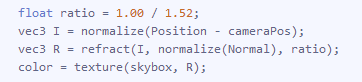 float ratio = 1.00 / 1.52;
vec3 I = normalize(Position - cameraPos);
vec3 R = refract(I, normalize(Normal), ratio);
color = texture(skybox, R);